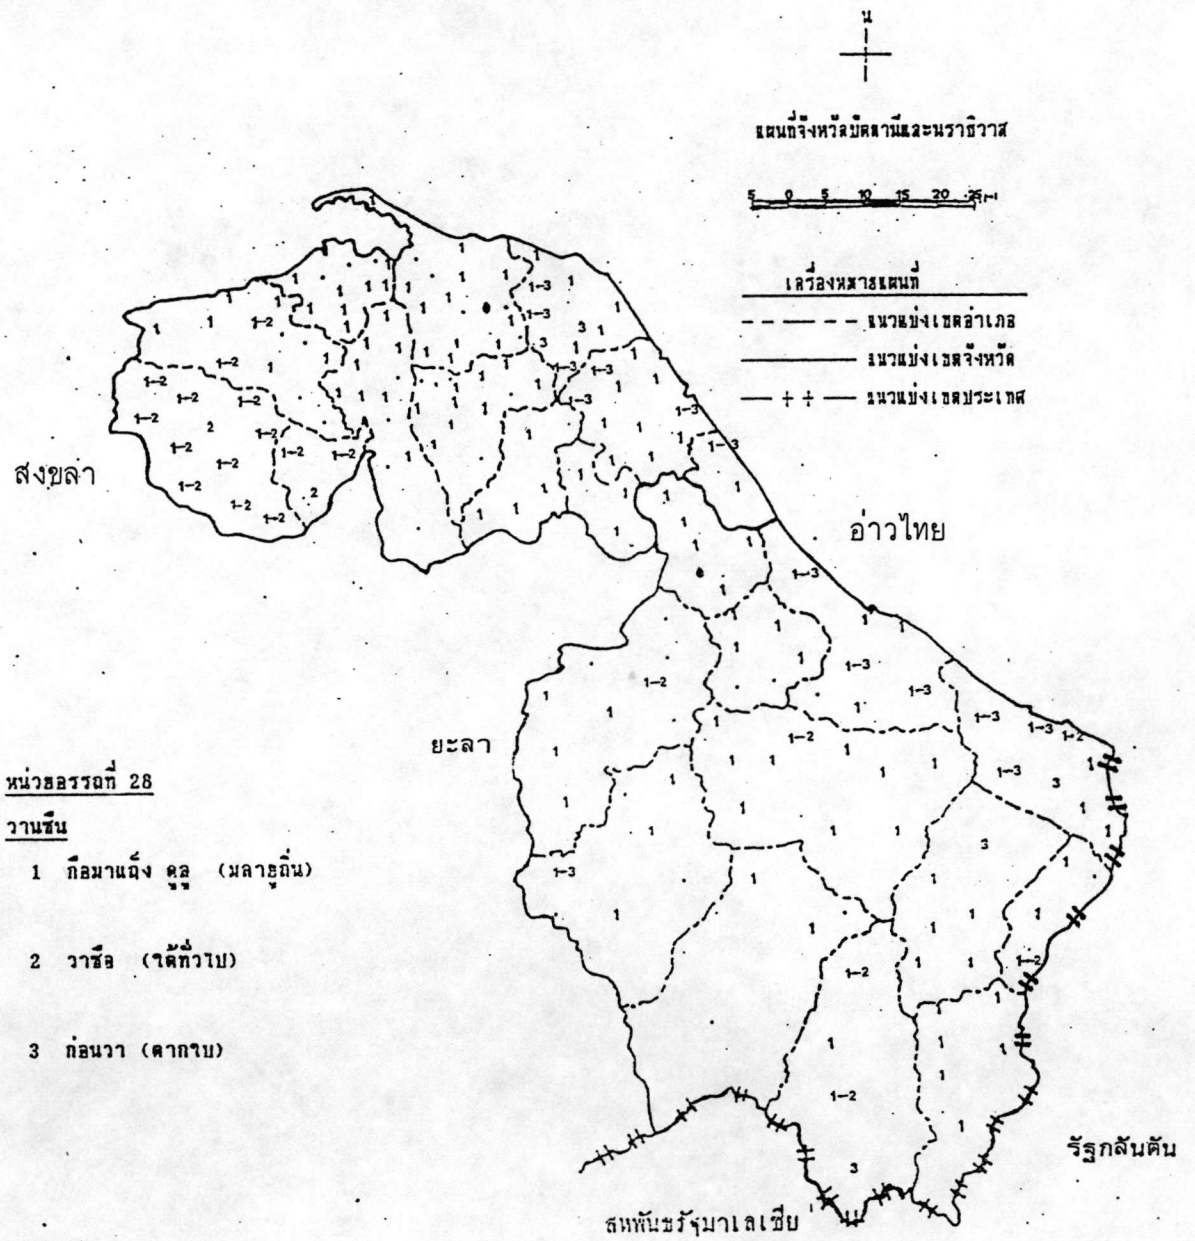 น
แผนที่จังหวัดปัตตานีและนราธิวาส
5 0 5 10 15 20 25
เครื่องหมายแผนที่
แนวแบ่งเขตอำเภอ
แนวแบ่งเขตจังหวัด
แนวแบ่งเขตประเทศ
สงขลา
อ่าวไทย
ยะลา
หน่วยอรรถที่ 28
วานซืน
1 กือมาแฉ็ง ดูลู (มลายูถิ่น)
2 วาซือ (ใต้ทั่วไป)
3 ก่อนวา (ตากใบ)
รัฐกลันตัน
สหพันธรัฐมาเลเซีย